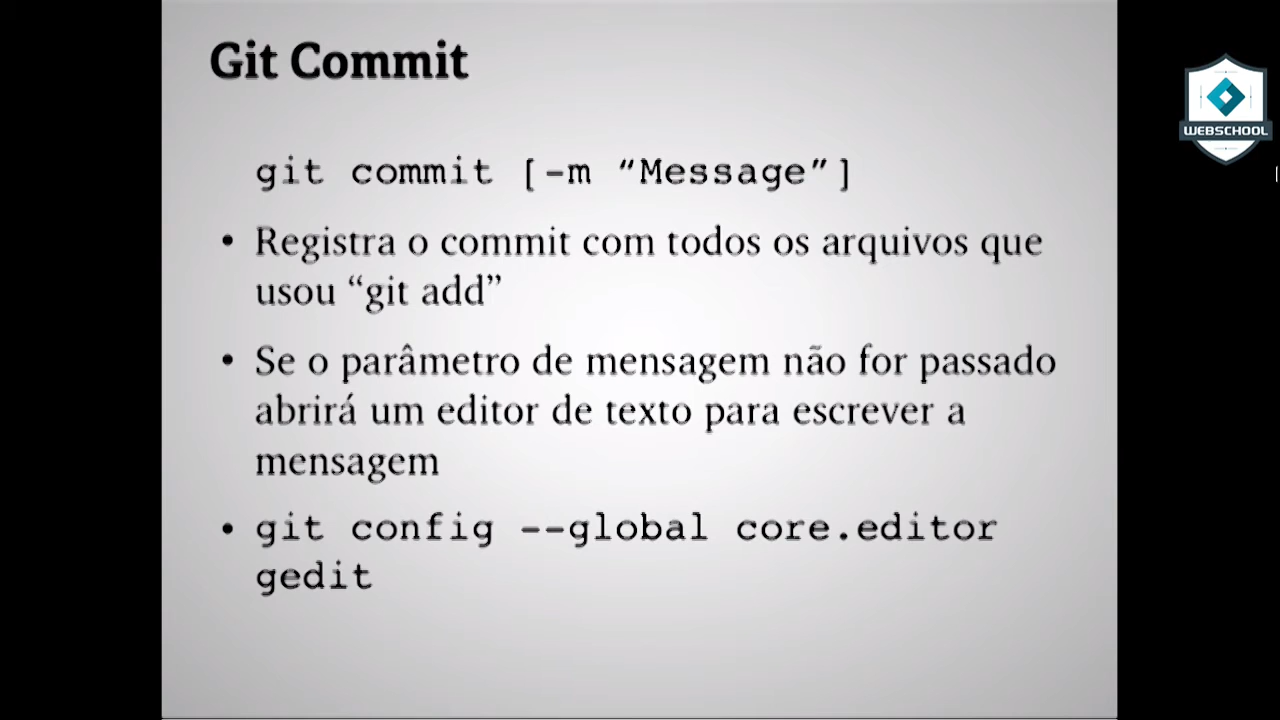 Git Commit
WEBSCHOOL
git commit [-m “Message”]
• Registra o commit com todos os arquivos que
usou “git add”
• Se o parâmetro de mensagem não for passado
abrirá um editor de texto para escrever a
mensagem
• git config --global core.editor
gedit